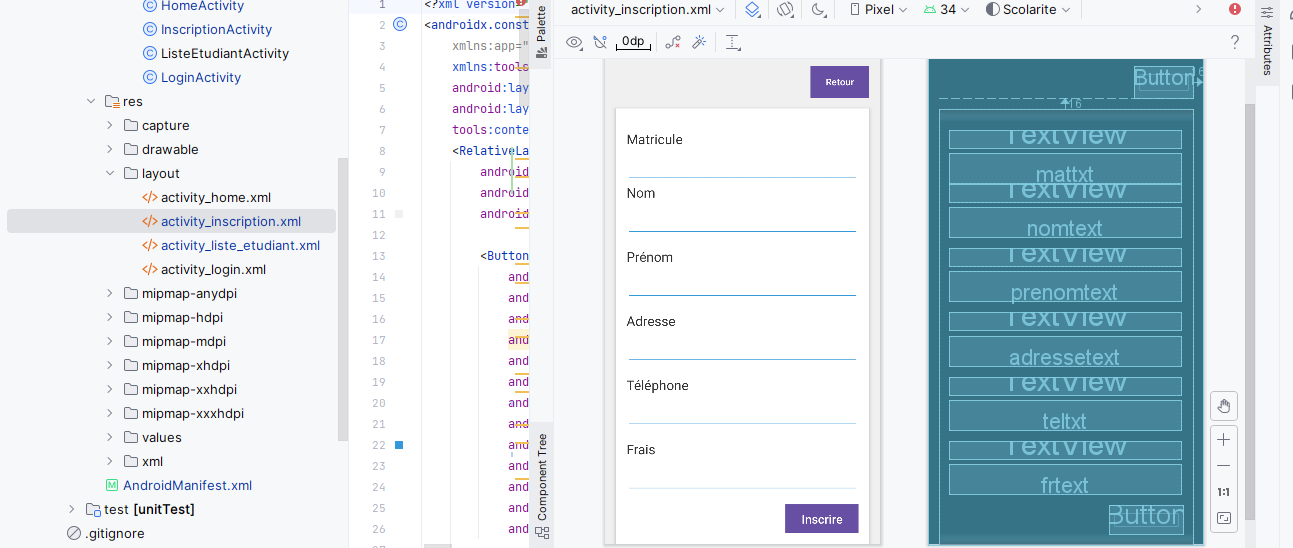 HomeActivity
InscriptionActivity
ListeEtudiantActivity
LoginActivity
res
capture
drawable
layout
activity_home.xml
activity_inscription.xml
activity_liste_etudiant.xml
activity_login.xml
mipmap-anydpi
mipmap-hdpi
mipmap-mdpi
mipmap-xhdpi
mipmap-xxhdpi
mipmap-xxxhdpi
values
xml
AndroidManifest.xml
test [unitTest]
.gitignore
1 <?xml version
2 <androidx.const
3 xmlns:app="
4 xmlns:tools
5 android:lay
6 android:lay
7 tools:conte
8 <RelativeLa
9 android
10 android
11 android
12
13 <Button
14 and
15 and
16 and
17 and
18 and
19 and
20 and
21 and
22 and
23 and
24 and
25 and
26 and
Palette
Component Tree
activity_inscription.xml
Pixel
34
Scolarite
0dp
?
Attributes
Retour
Matricule
Nom
Prénom
Adresse
Téléphone
Frais
Inscrire
Button
16
16
TextView
mattxt
TextView
nomtext
TextView
prenomtext
TextView
adressetext
TextView
teltxt
TextView
frtext
Button
1:1